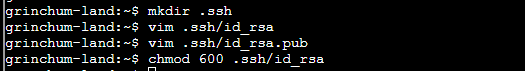 grinchum-land:~$ mkdir .ssh
grinchum-land:~$ vim .ssh/id_rsa
grinchum-land:~$ vim .ssh/id_rsa.pub
grinchum-land:~$ chmod 600 .ssh/id_rsa